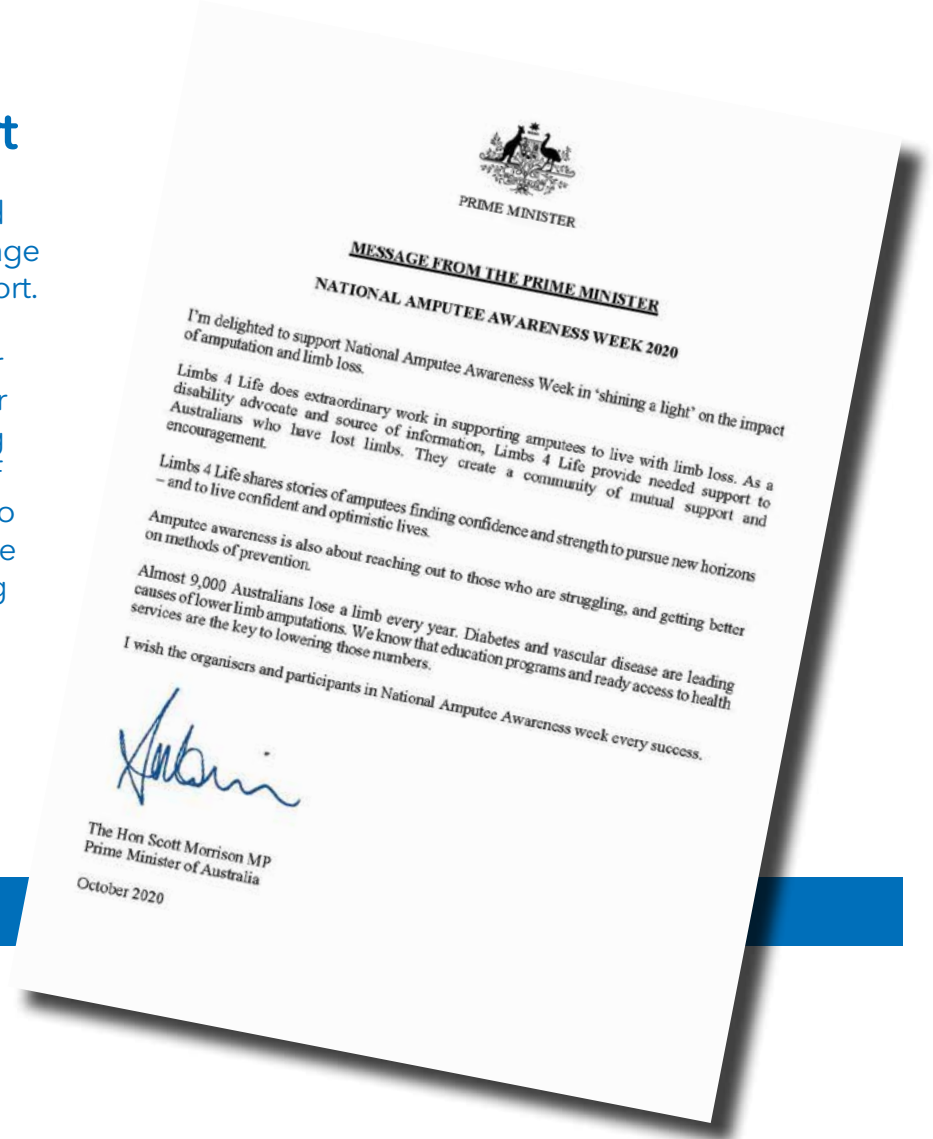 rt
d
age
ort.
r
r
g
f
o
e
g
PRIME MINISTER
MESSAGE FROM THE PRIME MINISTER
NATIONAL AMPUTEE AWARENESS WEEK 2020
I'm delighted to support National Amputee Awareness Week in 'shining a light' on the impact
of amputation and limb loss.
Limbs 4 Life does extraordinary work in supporting amputees to live with limb loss. As a
disability advocate and source of information, Limbs 4 Life provide needed support to
Australians who have lost limbs. They create a community of mutual support and
encouragement.
Limbs 4 Life shares stories of amputees finding confidence and strength to pursue new horizons
– and to live confident and optimistic lives.
Amputee awareness is also about reaching out to those who are struggling, and getting better
on methods of prevention.
Almost 9,000 Australians lose a limb every year. Diabetes and vascular disease are leading
causes of lower limb amputations. We know that education programs and ready access to health
services are the key to lowering those numbers.
I wish the organisers and participants in National Amputee Awareness week every success.
The Hon Scott Morrison MP
Prime Minister of Australia
October 2020